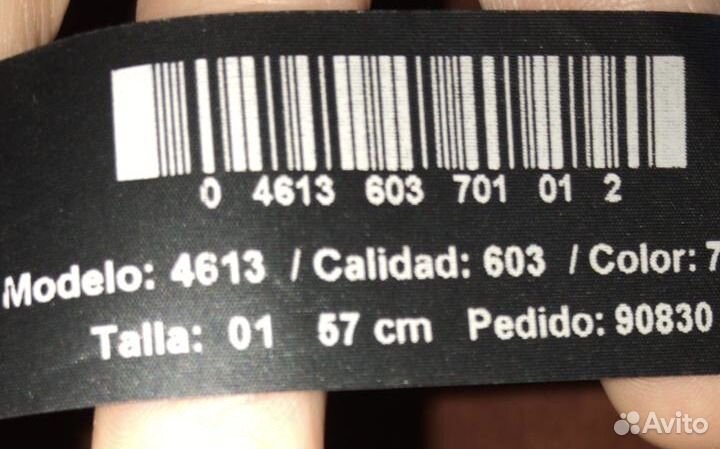 0 4613 603 701 01 2
Modelo: 4613 / Calidad: 603 / Color: 7
Talla: 01 57 cm Pedido: 90830
Avito